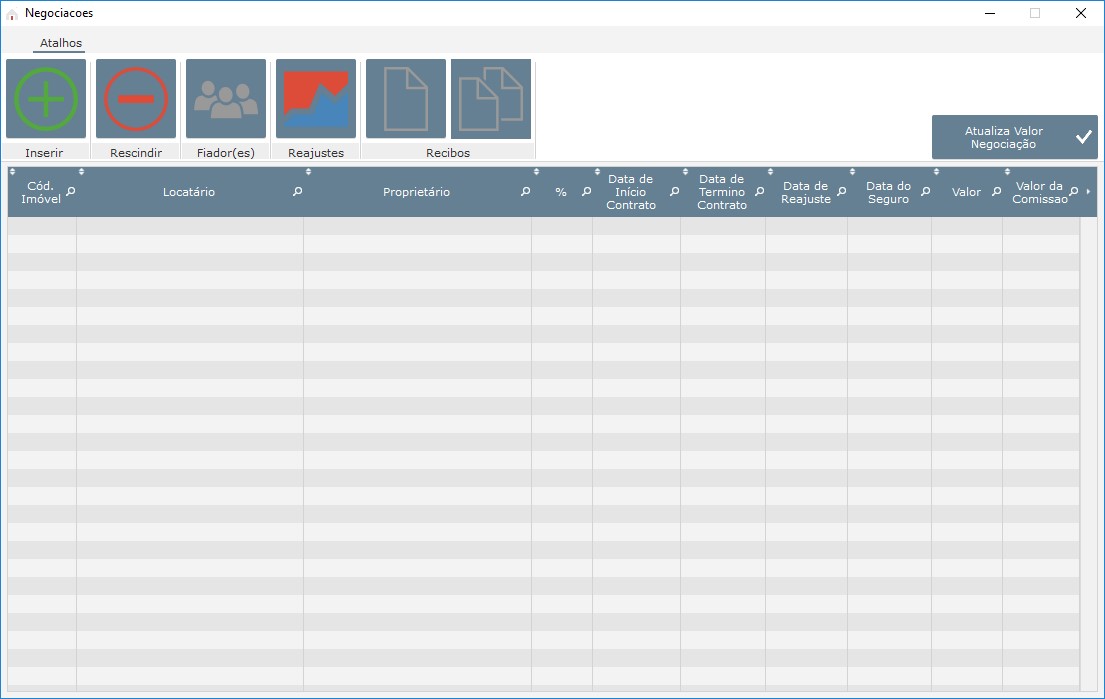 Negociacoes
Atalhos
Inserir
Rescindir
Fiador(es)
Reajustes
Recibos
Atualiza Valor
Negociação
Cód.
Imóvel
Locatário
Proprietário
%
Data de
Início
Contrato
Data de
Termino
Contrato
Data de
Reajuste
Data do
Seguro
Valor
Valor da
Comissao